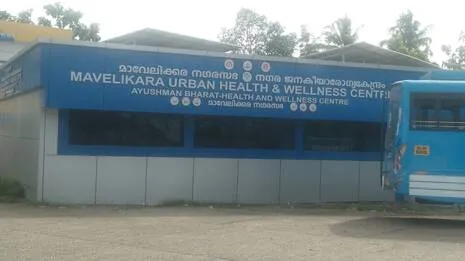 മാവേലിക്കര നഗരസഭ നഗര ജനകീയാരോഗ്യകേന്ദ്രം
MAVELIKARA URBAN HEALTH & WELLNESS CENTRE
AYUSHMAN BHARAT-HEALTH AND WELLNESS CENTRE
മാവേലിക്കര നഗരസഭ